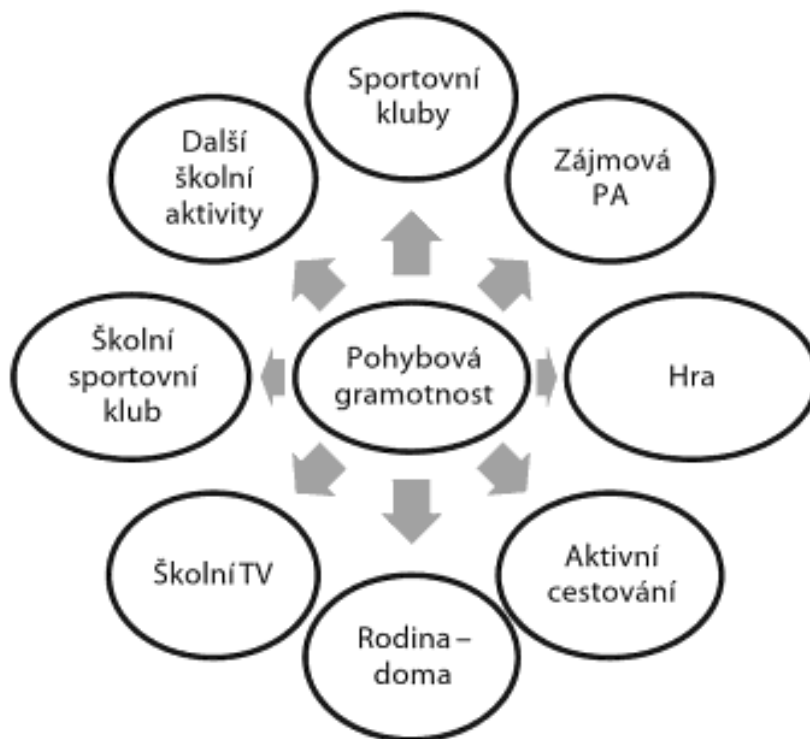 Sportovní
kluby
Další
školní
aktivity
Zájmová
PA
Školní
sportovní
klub
Pohybová
gramotnost
Hra
Školní TV
Aktivní
cestování
Rodina –
doma